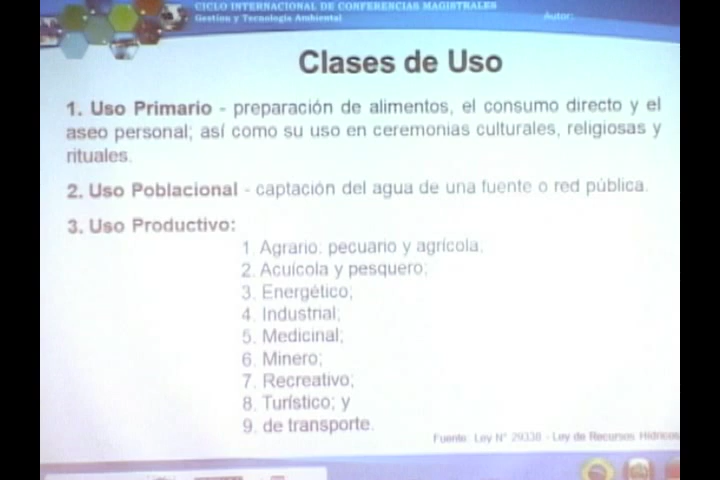 CICLO INTERNACIONAL DE CONFERENCIAS MAGISTRALES
Gestion y Tecnologia Ambiental
Autor:
Clases de Uso
1. Uso Primario - preparación de alimentos, el consumo directo y el
aseo personal; así como su uso en ceremonias culturales, religiosas y
rituales.
2. Uso Poblacional - captación del agua de una fuente o red pública.
3. Uso Productivo:
1. Agrario: pecuario y agrícola;
2. Acuícola y pesquero;
3. Energético;
4. Industrial;
5. Medicinal;
6. Minero;
7. Recreativo;
8. Turístico; y
9. de transporte.
Fuente: Ley N° 29338 - Ley de Recursos Hídricos